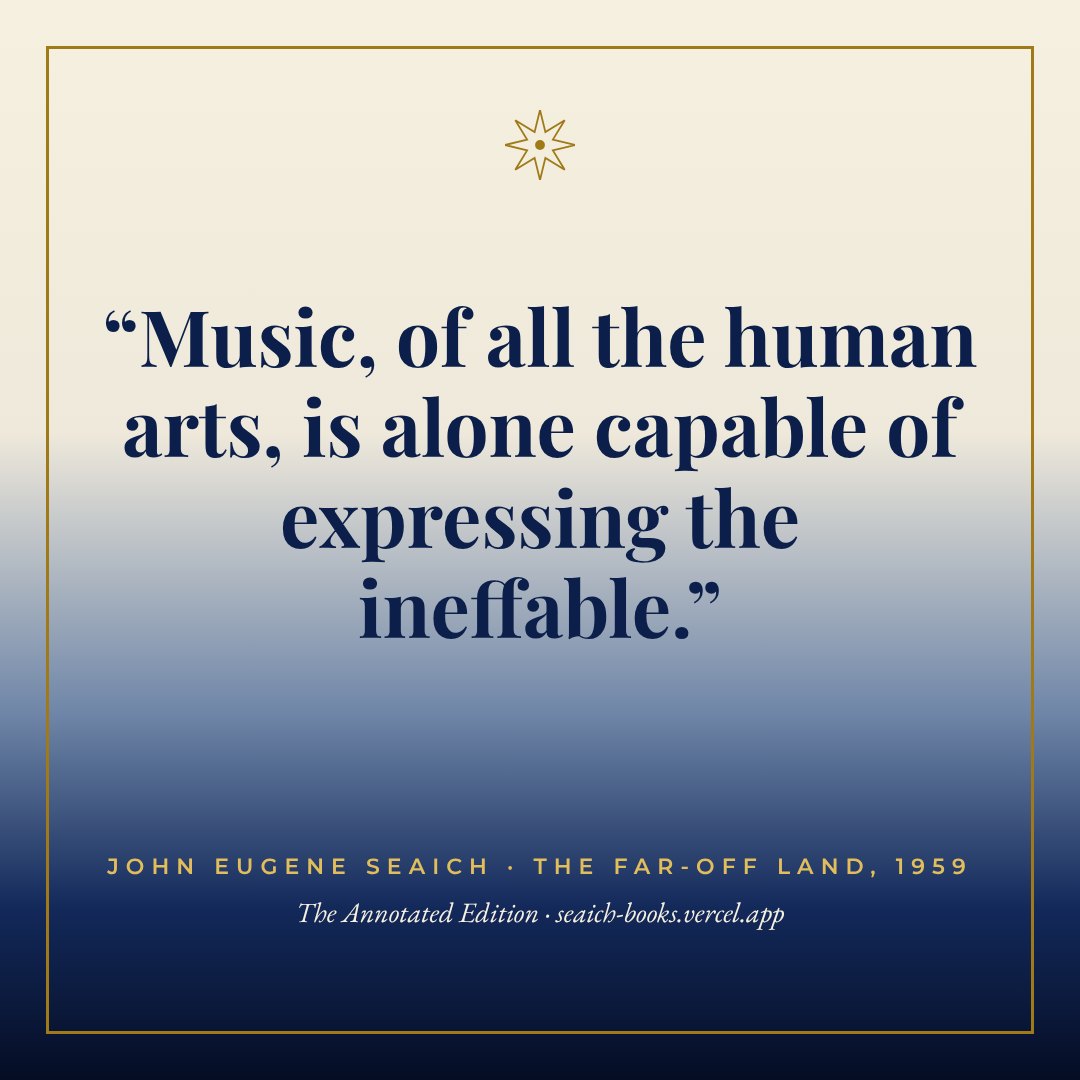 “Music, of all the human
arts, is alone capable of
expressing the
ineffable.”
JOHN EUGENE SEAICH · THE FAR-OFF LAND, 1959
The Annotated Edition · seaich-books.vercel.app